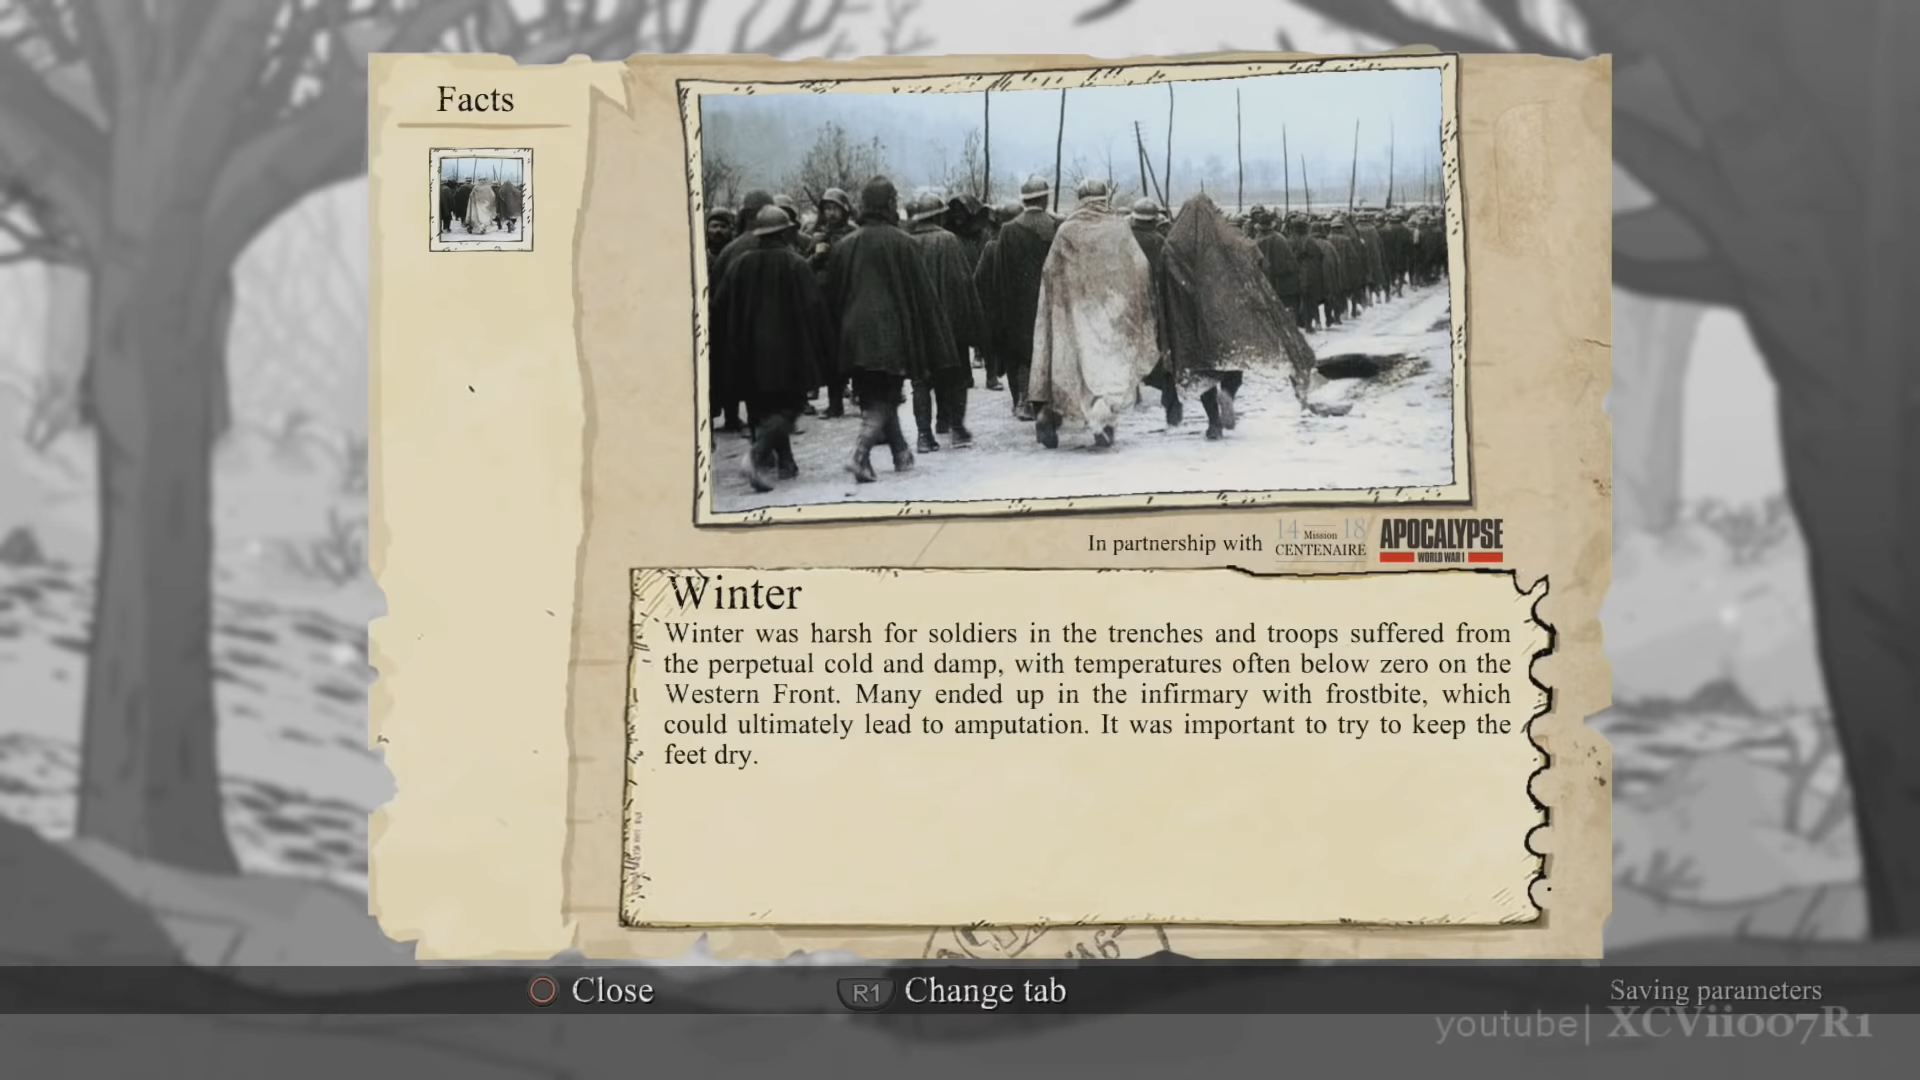 Facts
In partnership with
14 Mission 18
CENTENAIRE
APOCALYPSE
WORLD WAR I
Winter
Winter was harsh for soldiers in the trenches and troops suffered from
the perpetual cold and damp, with temperatures often below zero on the
Western Front. Many ended up in the infirmary with frostbite, which
could ultimately lead to amputation. It was important to try to keep the
feet dry.
Close
R1 Change tab
Saving parameters
youtube| XCVii007R1